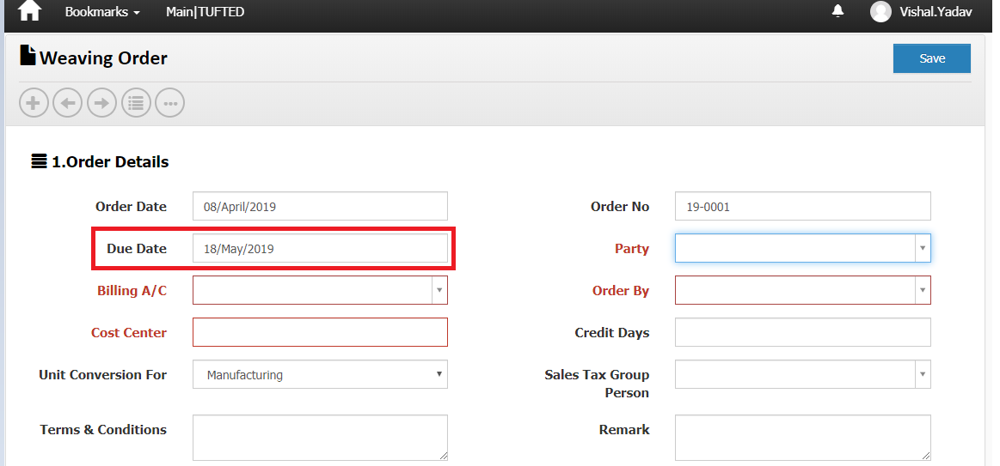 Bookmarks Main|TUFTED Vishal.Yadav
Weaving Order Save
1.Order Details
Order Date 08/April/2019 Order No 19-0001
Due Date 18/May/2019 Party
Billing A/C Order By
Cost Center Credit Days
Unit Conversion For Manufacturing Sales Tax Group
Person
Terms & Conditions Remark